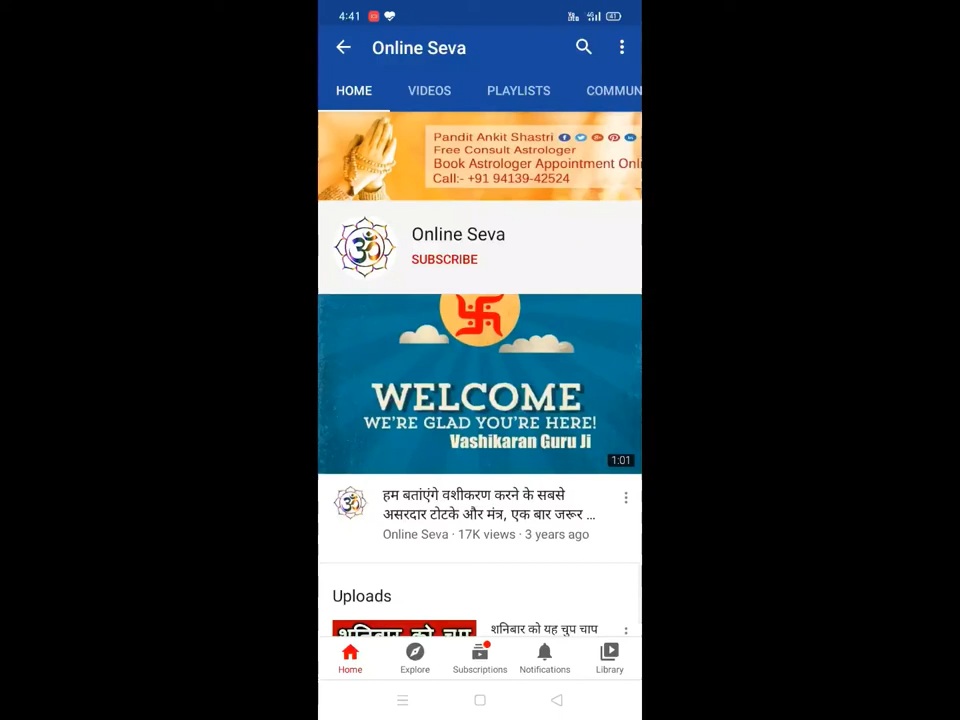 4:41
Online Seva
HOME VIDEOS PLAYLISTS COMMUN
Pandit Ankit Shastri
Free Consult Astrologer
Book Astrologer Appointment Onl
Call:- +91 94139-42524
Online Seva
SUBSCRIBE
WELCOME
WE'RE GLAD YOU'RE HERE!
Vashikaran Guru Ji
1:01
हम बतांएंगे वशीकरण करने के सबसे
असरदार टोटके और मंत्र, एक बार जरूर ...
Online Seva · 17K views · 3 years ago
Uploads
शनिबार को चाप
शनिबार को यह चुप चाप
Home Explore Subscriptions Notifications Library